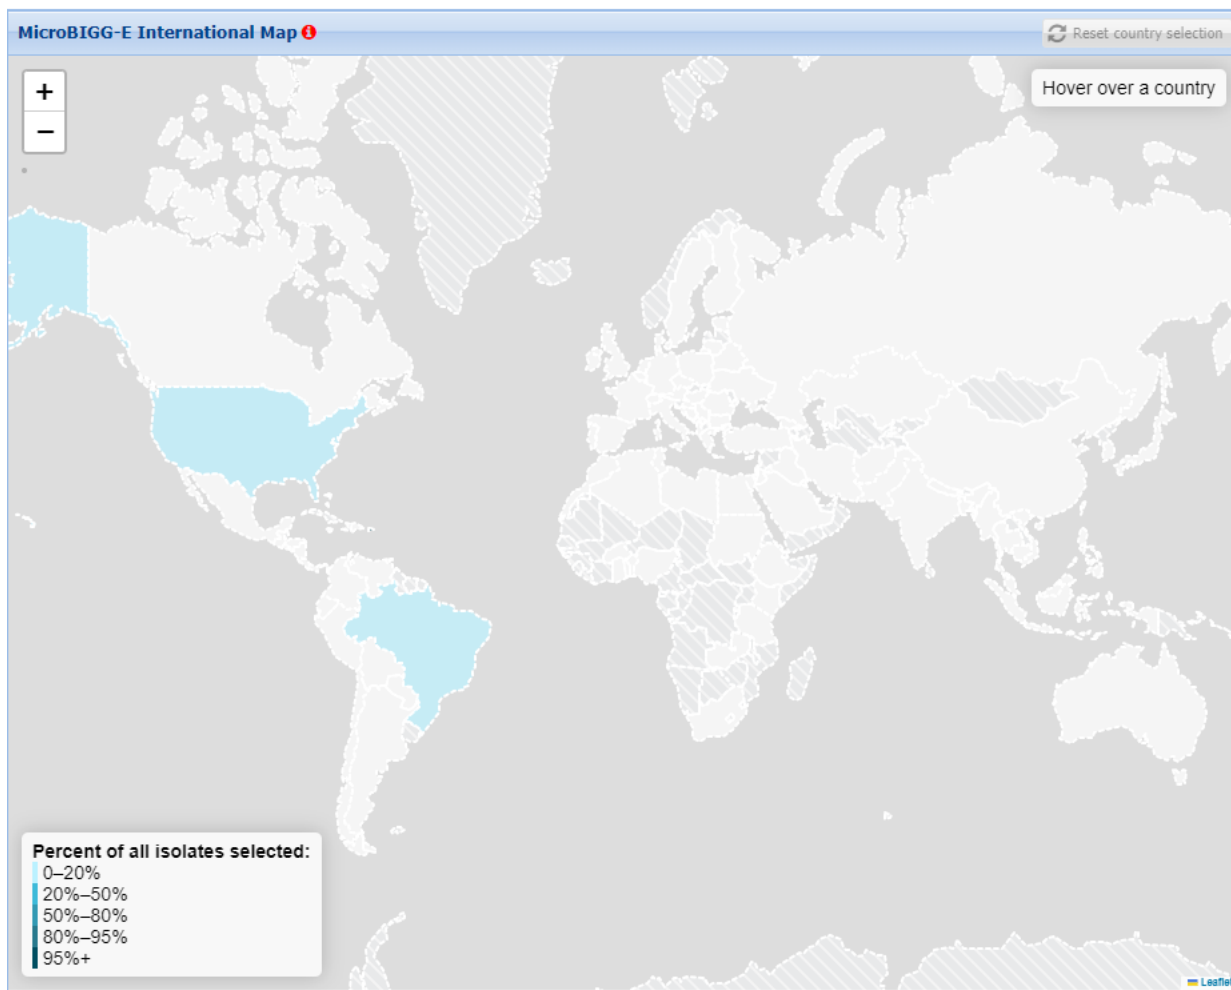 MicroBIGG-E International Map
Reset country selection
+
Hover over a country
−
Percent of all isolates selected:
0–20%
20%–50%
50%–80%
80%–95%
95%+
Leaflet